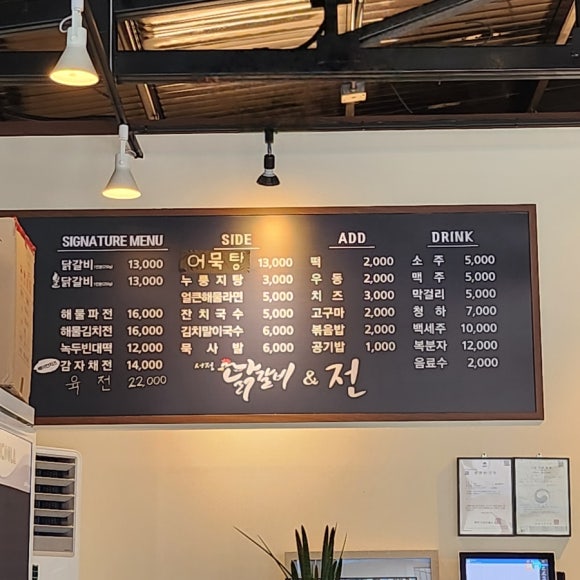 SIGNATURE MENU
닭갈비 13,000
닭갈비 13,000
해물파전 16,000
해물김치전 16,000
녹두빈대떡 12,000
감자채전 14,000
육전 22,000
SIDE
어묵탕 13,000
누룽지탕 3,000
얼큰해물라면 5,000
잔치국수 5,000
김치말이국수 6,000
묵사발 6,000
ADD
떡 2,000
우동 2,000
치즈 3,000
고구마 2,000
볶음밥 2,000
공기밥 1,000
DRINK
소주 5,000
맥주 5,000
막걸리 5,000
청하 7,000
백세주 10,000
복분자 12,000
음료수 2,000
서정 닭갈비 & 전